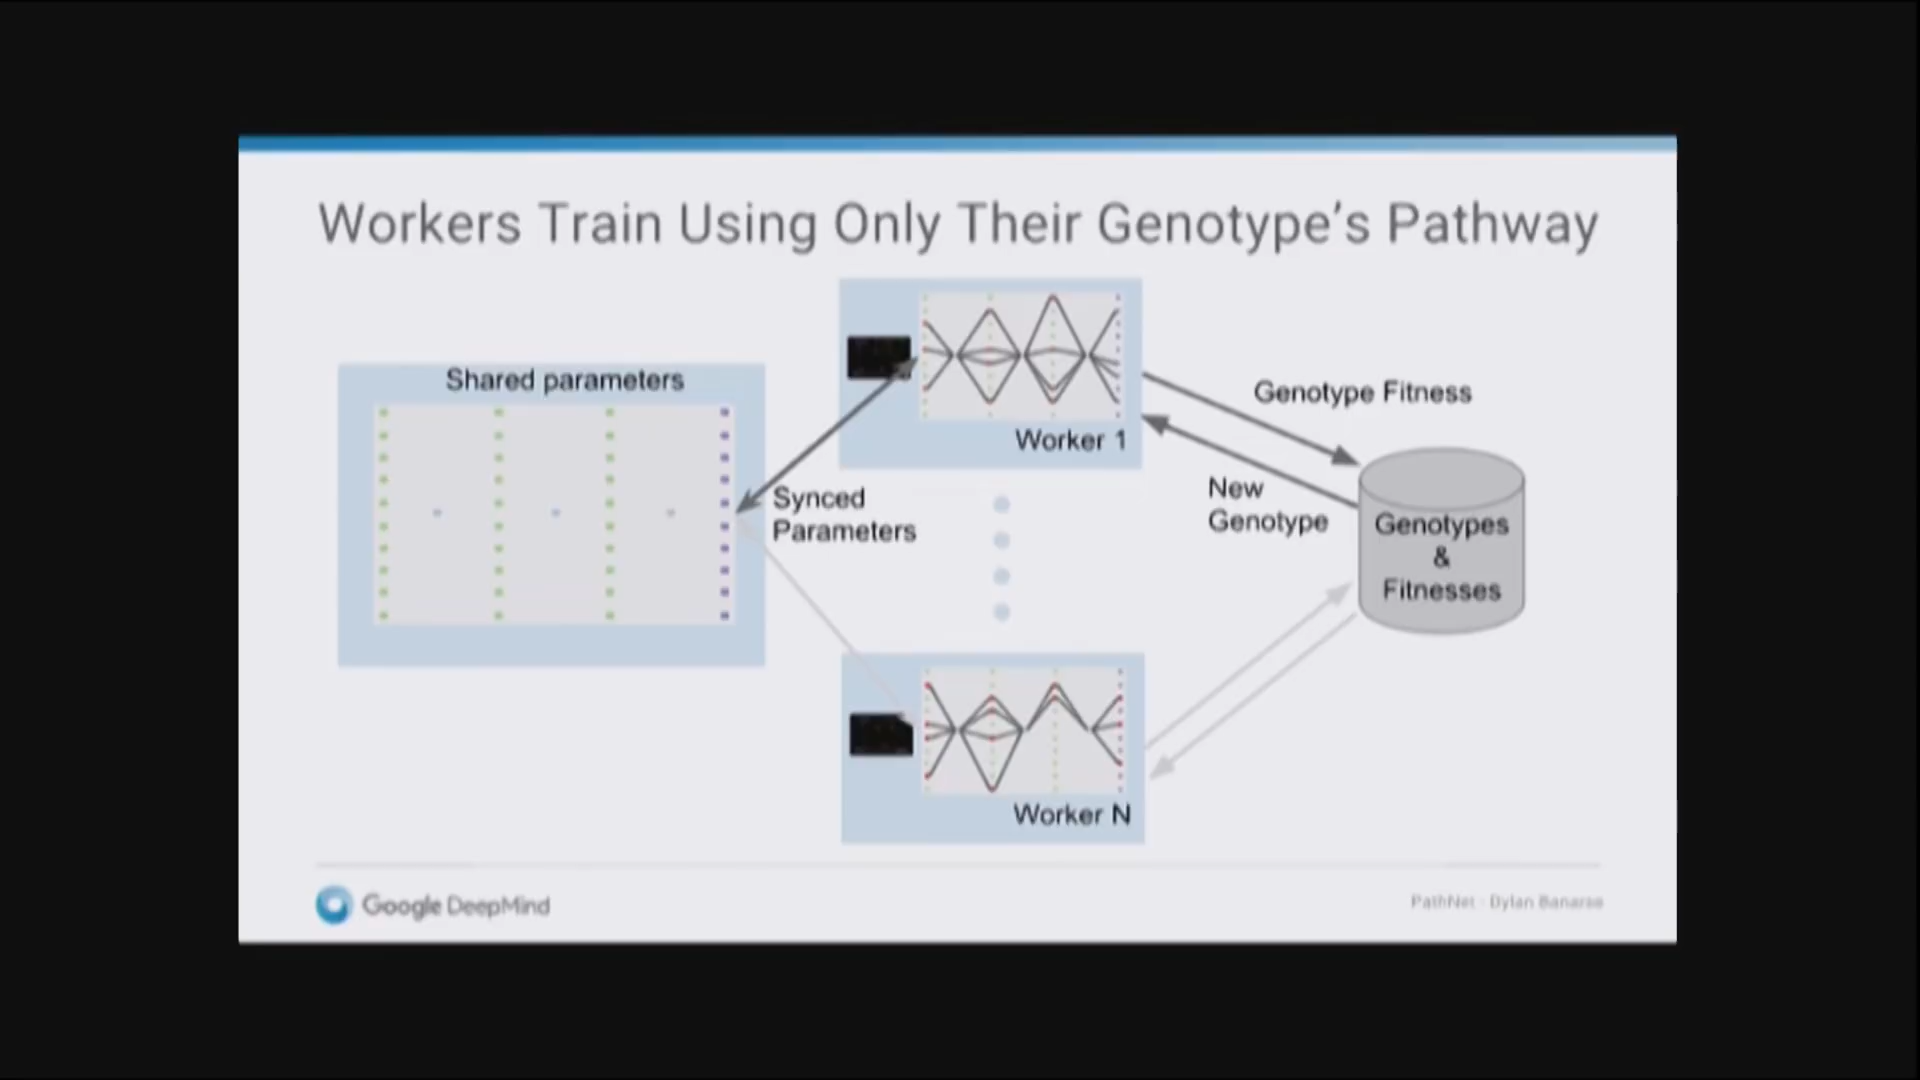 Workers Train Using Only Their Genotype's Pathway
Shared parameters
Worker 1
Genotype Fitness
Synced
Parameters
New
Genotype
Genotypes
&
Fitnesses
Worker N
Google DeepMind
PathNet - Dylan Banarse